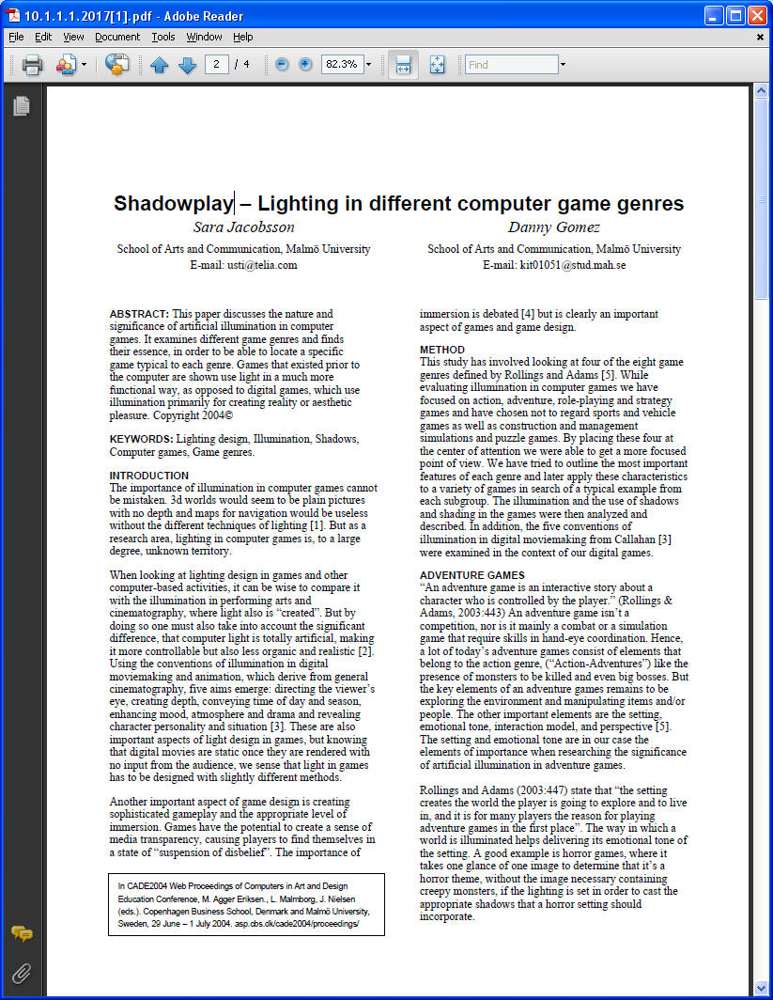 10.1.1.1.2017[1].pdf - Adobe Reader
File Edit View Document Tools Window Help
2 / 4 82.3% Find
Shadowplay – Lighting in different computer game genres
Sara Jacobsson
School of Arts and Communication, Malmö University
E-mail: usti@telia.com
Danny Gomez
School of Arts and Communication, Malmö University
E-mail: kit01051@stud.mah.se
ABSTRACT: This paper discusses the nature and
significance of artificial illumination in computer
games. It examines different game genres and finds
their essence, in order to be able to locate a specific
game typical to each genre. Games that existed prior to
the computer are shown use light in a much more
functional way, as opposed to digital games, which use
illumination primarily for creating reality or aesthetic
pleasure. Copyright 2004©
KEYWORDS: Lighting design, Illumination, Shadows,
Computer games, Game genres.
INTRODUCTION
The importance of illumination in computer games cannot
be mistaken. 3d worlds would seem to be plain pictures
with no depth and maps for navigation would be useless
without the different techniques of lighting [1]. But as a
research area, lighting in computer games is, to a large
degree, unknown territory.
When looking at lighting design in games and other
computer-based activities, it can be wise to compare it
with the illumination in performing arts and
cinematography, where light also is “created”. But by
doing so one must also take into account the significant
difference, that computer light is totally artificial, making
it more controllable but also less organic and realistic [2].
Using the conventions of illumination in digital
moviemaking and animation, which derive from general
cinematography, five aims emerge: directing the viewer’s
eye, creating depth, conveying time of day and season,
enhancing mood, atmosphere and drama and revealing
character personality and situation [3]. These are also
important aspects of light design in games, but knowing
that digital movies are static once they are rendered with
no input from the audience, we sense that light in games
has to be designed with slightly different methods.
Another important aspect of game design is creating
sophisticated gameplay and the appropriate level of
immersion. Games have the potential to create a sense of
media transparency, causing players to find themselves in
a state of “suspension of disbelief”. The importance of
In CADE2004 Web Proceedings of Computers in Art and Design
Education Conference, M. Agger Eriksen., L. Malmborg, J. Nielsen
(eds.). Copenhagen Business School, Denmark and Malmö University,
Sweden, 29 June – 1 July 2004. asp.cbs.dk/cade2004/proceedings/
immersion is debated [4] but is clearly an important
aspect of games and game design.
METHOD
This study has involved looking at four of the eight game
genres defined by Rollings and Adams [5]. While
evaluating illumination in computer games we have
focused on action, adventure, role-playing and strategy
games and have chosen not to regard sports and vehicle
games as well as construction and management
simulations and puzzle games. By placing these four at
the center of attention we were able to get a more focused
point of view. We have tried to outline the most important
features of each genre and later apply these characteristics
to a variety of games in search of a typical example from
each subgroup. The illumination and the use of shadows
and shading in the games were then analyzed and
described. In addition, the five conventions of
illumination in digital moviemaking from Callahan [3]
were examined in the context of our digital games.
ADVENTURE GAMES
“An adventure game is an interactive story about a
character who is controlled by the player.” (Rollings &
Adams, 2003:443) An adventure game isn’t a
competition, nor is it mainly a combat or a simulation
game that require skills in hand-eye coordination. Hence,
a lot of today’s adventure games consist of elements that
belong to the action genre, (“Action-Adventures”) like the
presence of monsters to be killed and even big bosses. But
the key elements of an adventure games remains to be
exploring the environment and manipulating items and/or
people. The other important elements are the setting,
emotional tone, interaction model, and perspective [5].
The setting and emotional tone are in our case the
elements of importance when researching the significance
of artificial illumination in adventure games.
Rollings and Adams (2003:447) state that “the setting
creates the world the player is going to explore and to live
in, and it is for many players the reason for playing
adventure games in the first place”. The way in which a
world is illuminated helps delivering its emotional tone of
the setting. A good example is horror games, where it
takes one glance of one image to determine that it’s a
horror theme, without the image necessary containing
creepy monsters, if the lighting is set in order to cast the
appropriate shadows that a horror setting should
incorporate.